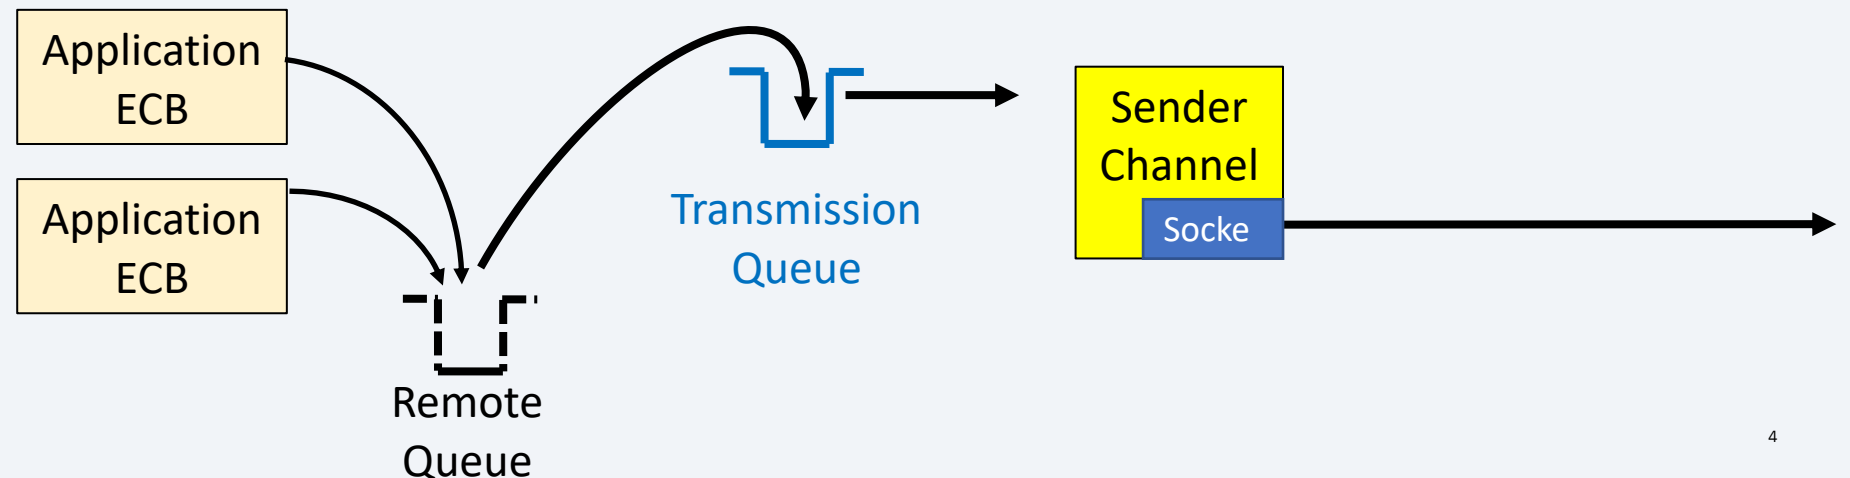 Application
ECB
Application
ECB
Remote
Queue
Transmission
Queue
Sender
Channel
Socke
4